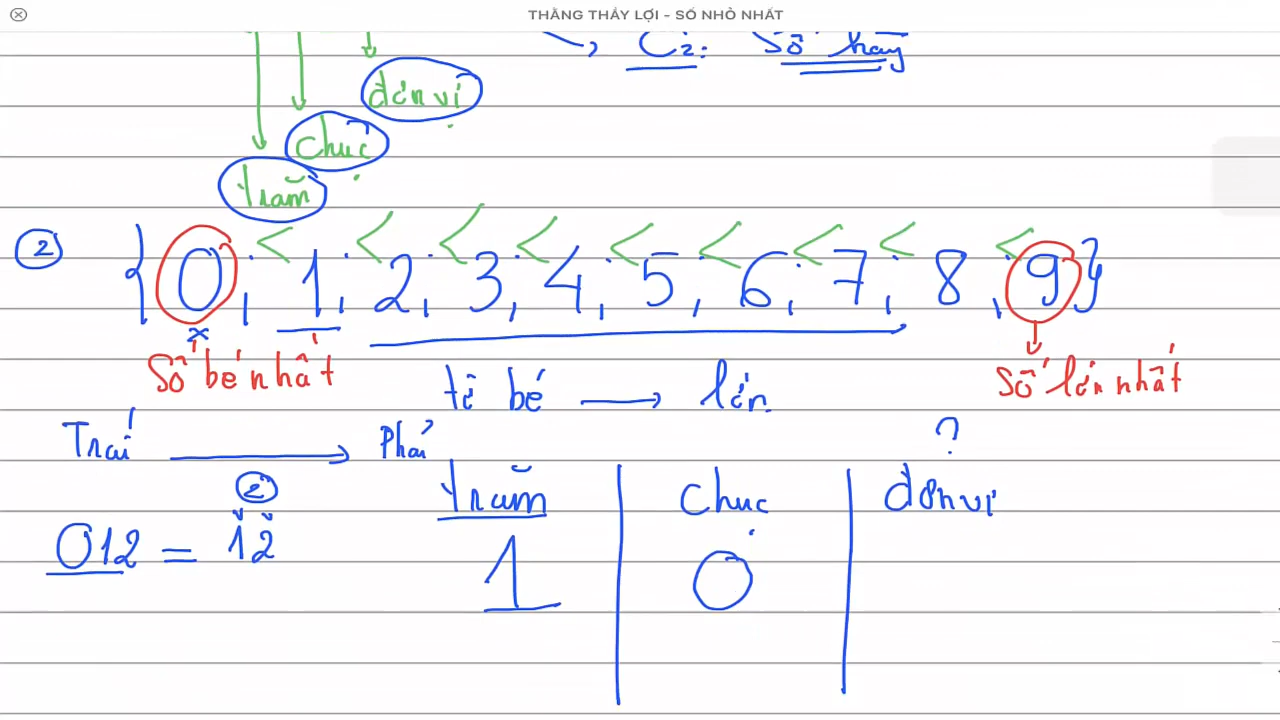 THẰNG THẦY LỢI - SỐ NHỎ NHẤT
C2: Số
đơn vị
chục
trăm
② { 0; 1; 2; 3; 4; 5; 6; 7; 8; 9 }
< < < < < < < < <
Số bé nhất
từ bé → lớn
Số lớn nhất
Trái → Phải
?
② trăm chục đơn vị
012 = 12 1 0